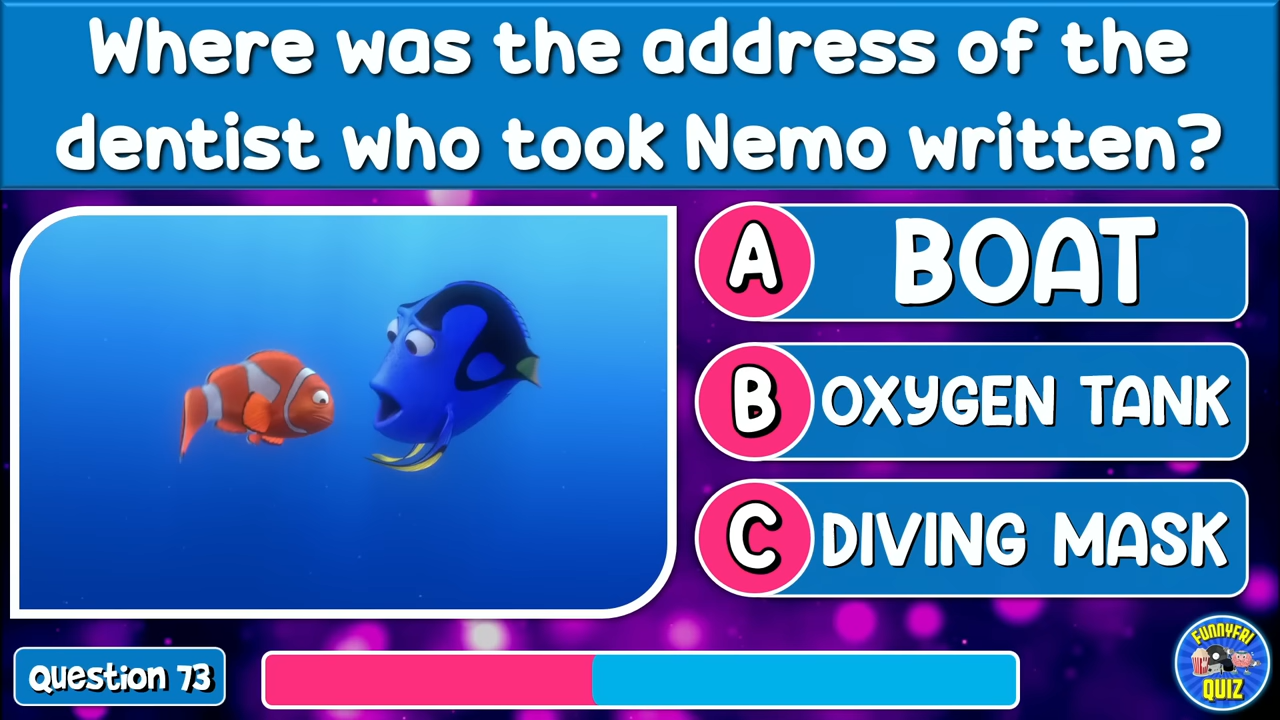 Where was the address of the
dentist who took Nemo written?
A BOAT
B OXYGEN TANK
C DIVING MASK
Question 73
FUNNYFRI
QUIZ